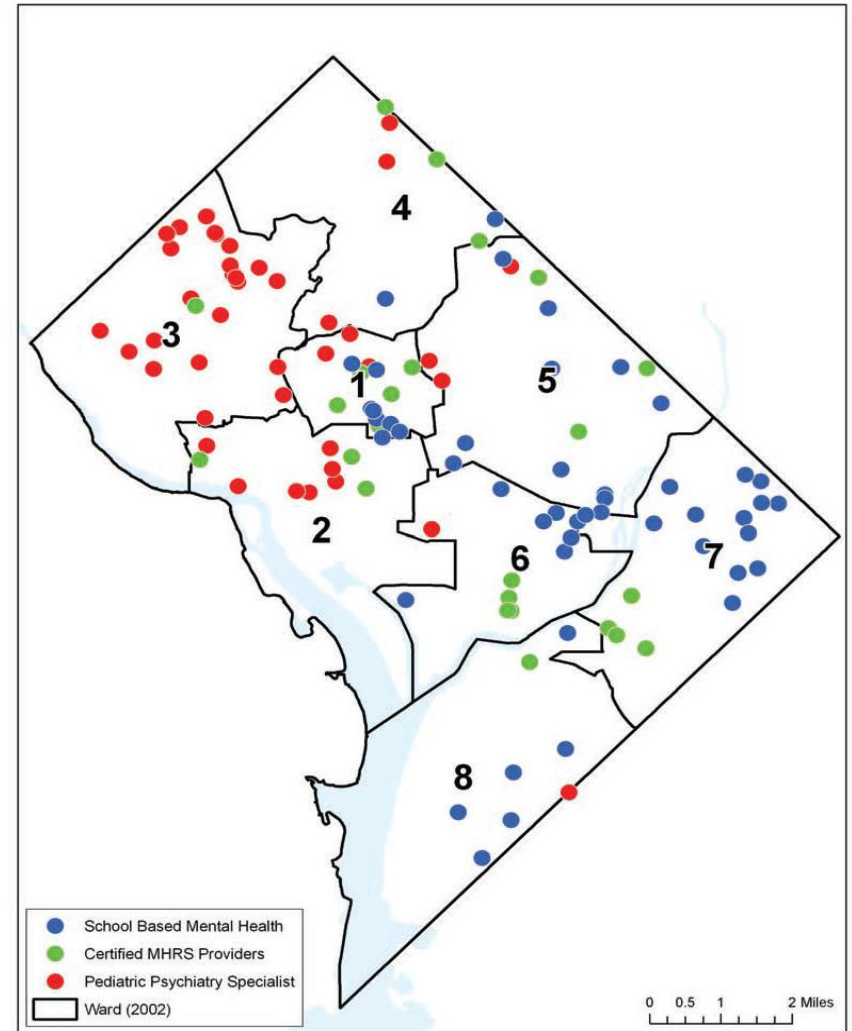 4
3
1
5
2
6
7
8
School Based Mental Health
Certified MHRS Providers
Pediatric Psychiatry Specialist
Ward (2002)
0 0.5 1 2 Miles